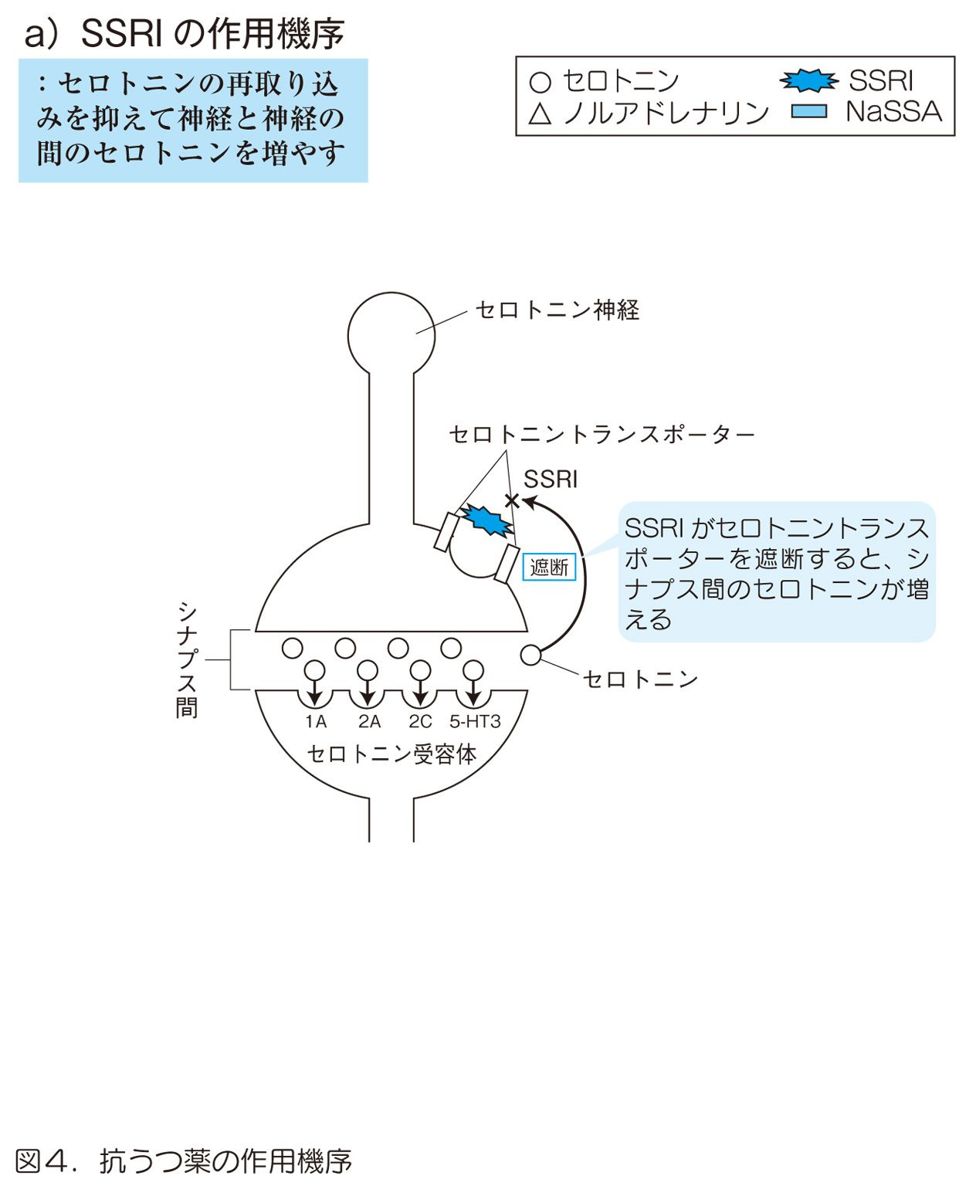 a）SSRI の作用機序
：セロトニンの再取り込
みを抑えて神経と神経の
間のセロトニンを増やす
○ セロトニン
SSRI
△ ノルアドレナリン
NaSSA
セロトニン神経
セロトニントランスポーター
SSRI
×
SSRI がセロトニントランス
ポーターを遮断すると、シ
ナプス間のセロトニンが増
える
遮断
シナプス間
セロトニン
1A 2A 2C 5-HT3
セロトニン受容体
図４．抗うつ薬の作用機序